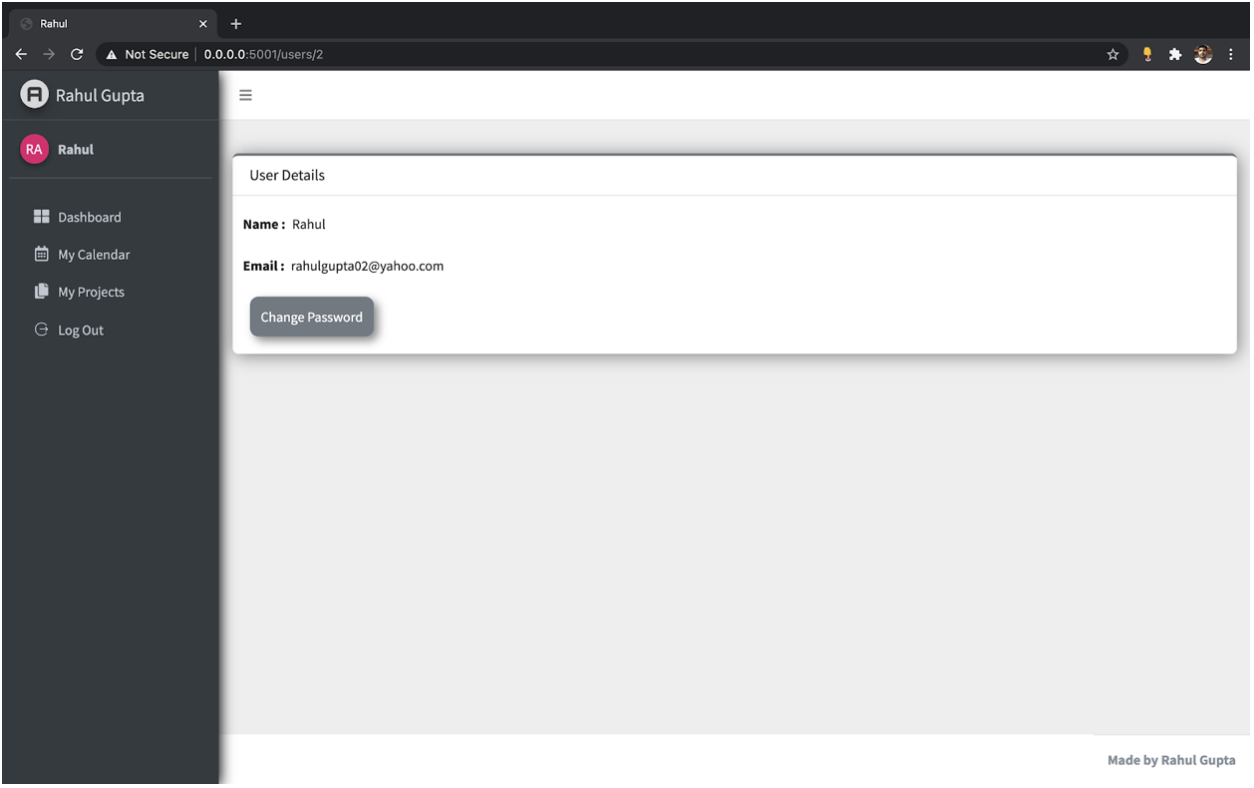 Rahul
Not Secure 0.0.0.0:5001/users/2
Rahul Gupta
RA Rahul
Dashboard
My Calendar
My Projects
Log Out
User Details
Name : Rahul
Email : rahulgupta02@yahoo.com
Change Password
Made by Rahul Gupta